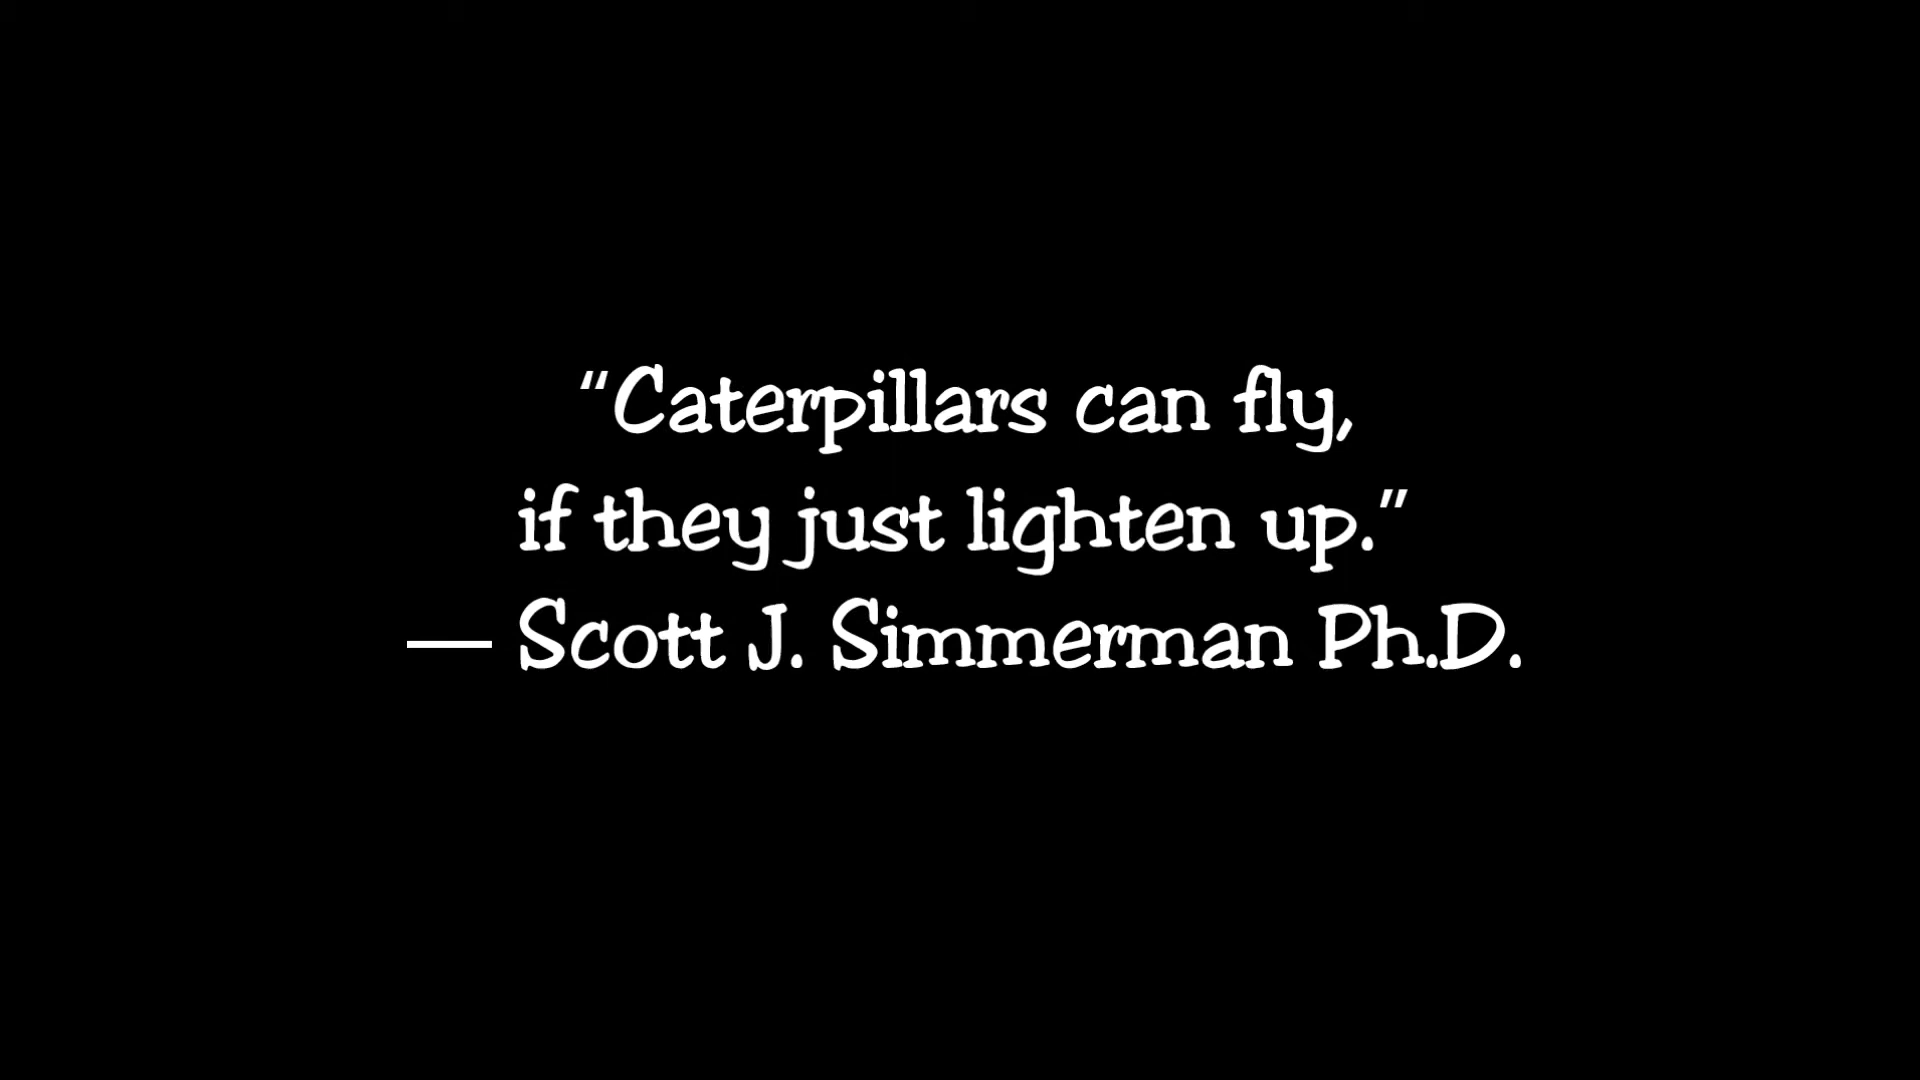 “Caterpillars can fly,
if they just lighten up.”
— Scott J. Simmerman Ph.D.